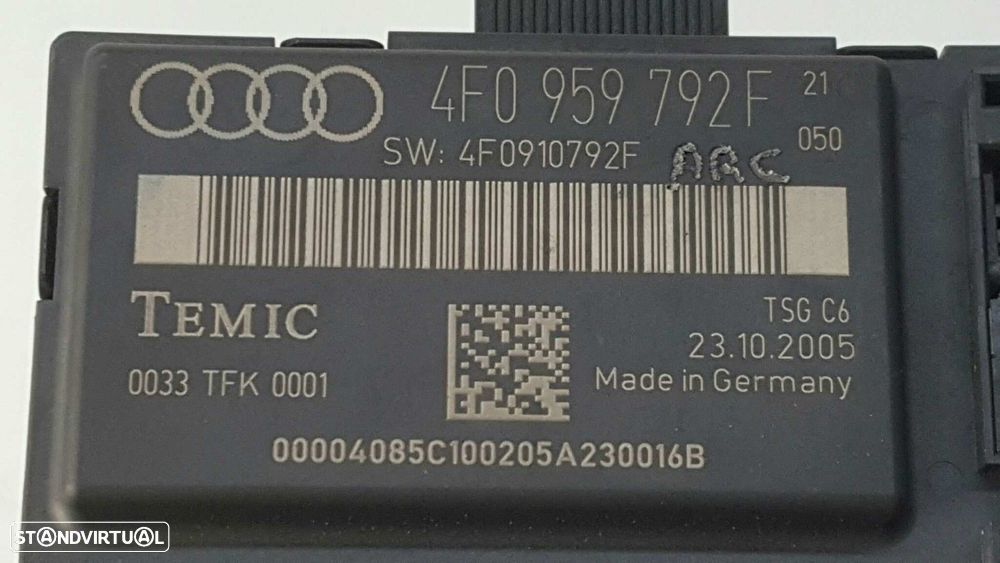 4F0 959 792F 21
050
SW: 4F0910792F ARC
TEMIC
TSG C6
23.10.2005
0033 TFK 0001
Made in Germany
00004085C100205A230016B
STANDVIRTUAL